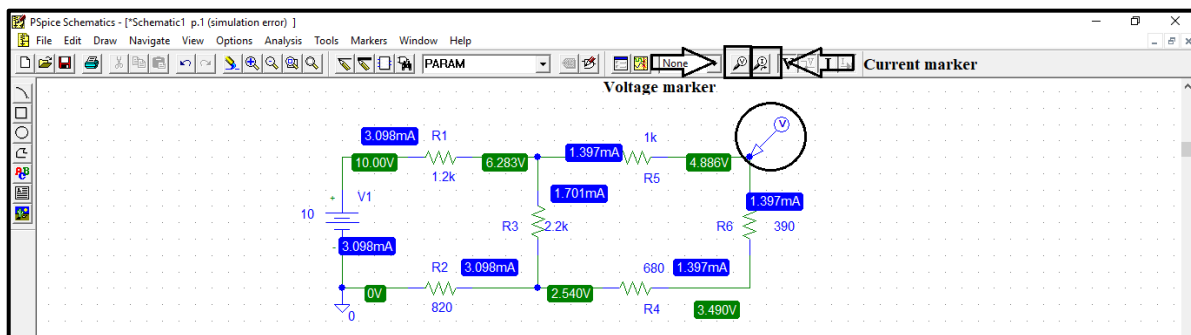 PSpice Schematics - [*Schematic1 p.1 (simulation error) ]
File Edit Draw Navigate View Options Analysis Tools Markers Window Help
PARAM None Current marker
Voltage marker
V
3.098mA R1 1k
10.00V 6.283V 1.397mA 4.886V
1.2k R5
+ V1 1.701mA 1.397mA
10 R3 2.2k R6 390
- 3.098mA
R2 3.098mA 680 1.397mA
0V 2.540V
820 R4 3.490V
0